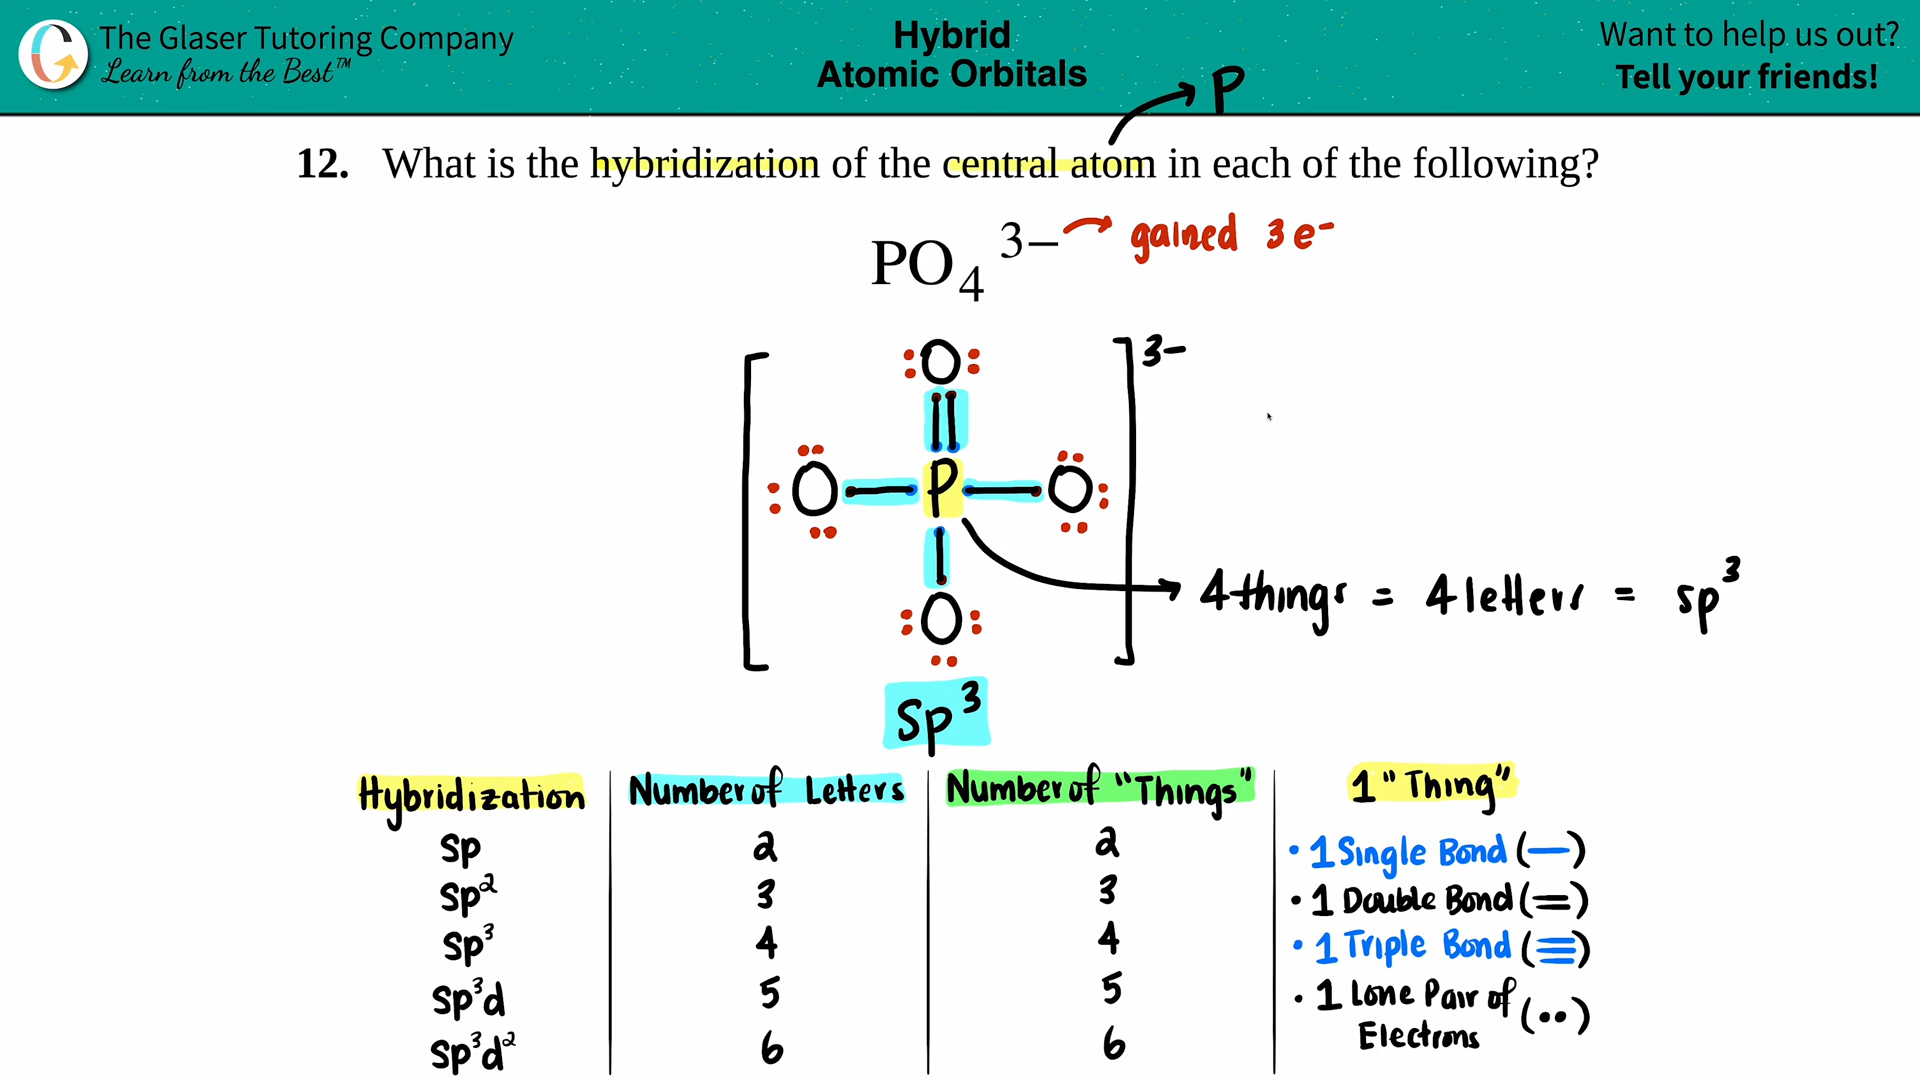 The Glaser Tutoring Company
Learn from the Best™
Hybrid
Atomic Orbitals
Want to help us out?
Tell your friends!
P
12. What is the hybridization of the central atom in each of the following?
PO₄ ³⁻ → gained 3e⁻
O
3-
O P O
O
4 things = 4 letters = sp³
Sp³
Hybridization Number of Letters Number of "Things" 1 "Thing"
Sp 2 2 • 1 Single Bond (—)
Sp² 3 3 • 1 Double Bond (=)
Sp³ 4 4 • 1 Triple Bond (≡)
Sp³d 5 5 • 1 Lone Pair of Electrons (••)
Sp³d² 6 6